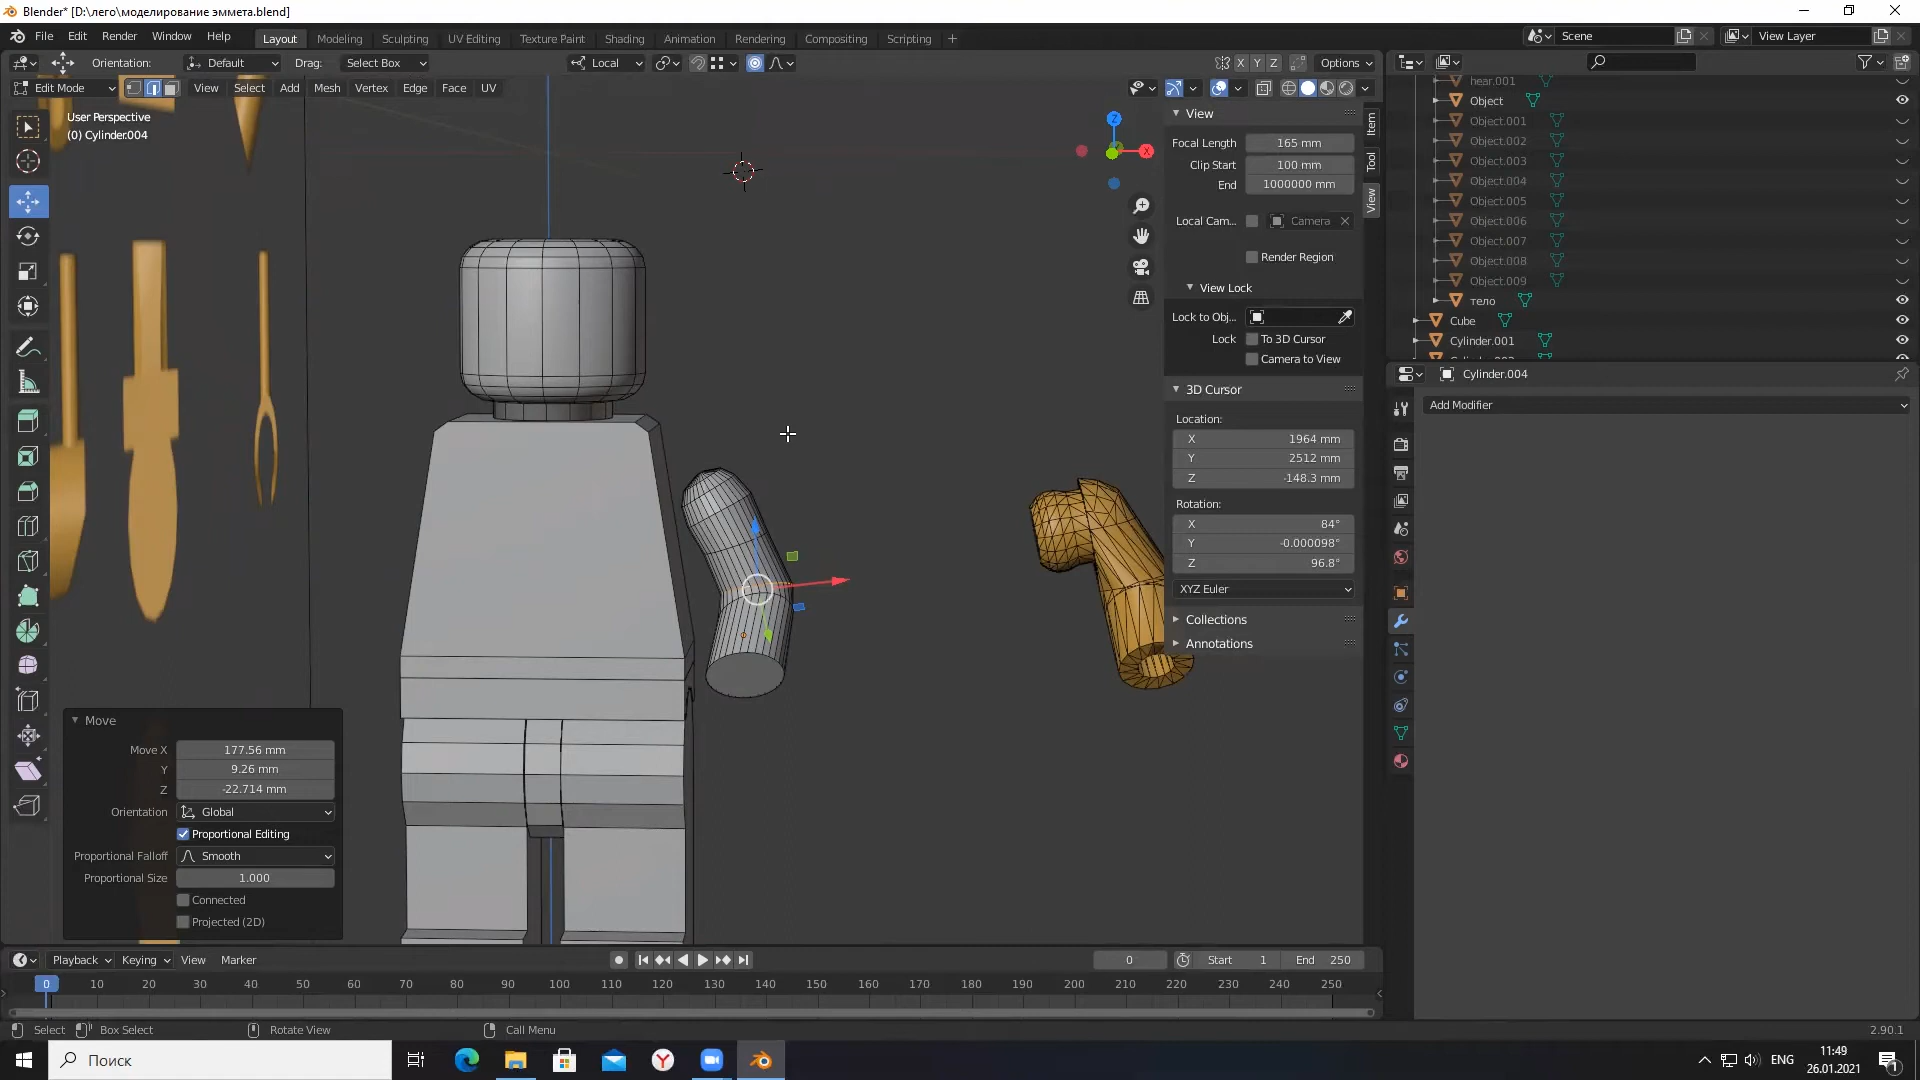 Blender* [D:\лего\моделирование эммета.blend]
File Edit Render Window Help
Layout Modeling Sculpting UV Editing Texture Paint Shading Animation Rendering Compositing Scripting +
Scene
View Layer
Orientation: Default Drag: Select Box Local X Y Z Options
Edit Mode View Select Add Mesh Vertex Edge Face UV
User Perspective
(0) Cylinder.004
Z
X
View
Focal Length 165 mm
Clip Start 100 mm
End 1000000 mm
Local Cam... Camera
Render Region
View Lock
Lock to Obj...
Lock To 3D Cursor
Camera to View
3D Cursor
Location:
X 1964 mm
Y 2512 mm
Z -148.3 mm
Rotation:
X 84°
Y -0.000098°
Z 96.8°
XYZ Euler
Collections
Annotations
Item
Tool
View
hear.001
Object
Object.001
Object.002
Object.003
Object.004
Object.005
Object.006
Object.007
Object.008
Object.009
тело
Cube
Cylinder.001
Cylinder.004
Add Modifier
Move
Move X 177.56 mm
Y 9.26 mm
Z -22.714 mm
Orientation Global
Proportional Editing
Proportional Falloff Smooth
Proportional Size 1.000
Connected
Projected (2D)
Playback Keying View Marker
0 Start 1 End 250
0 10 20 30 40 50 60 70 80 90 100 110 120 130 140 150 160 170 180 190 200 210 220 230 240 250
Select Box Select Rotate View Call Menu 2.90.1
Поиск
ENG
11:49
26.01.2021
1